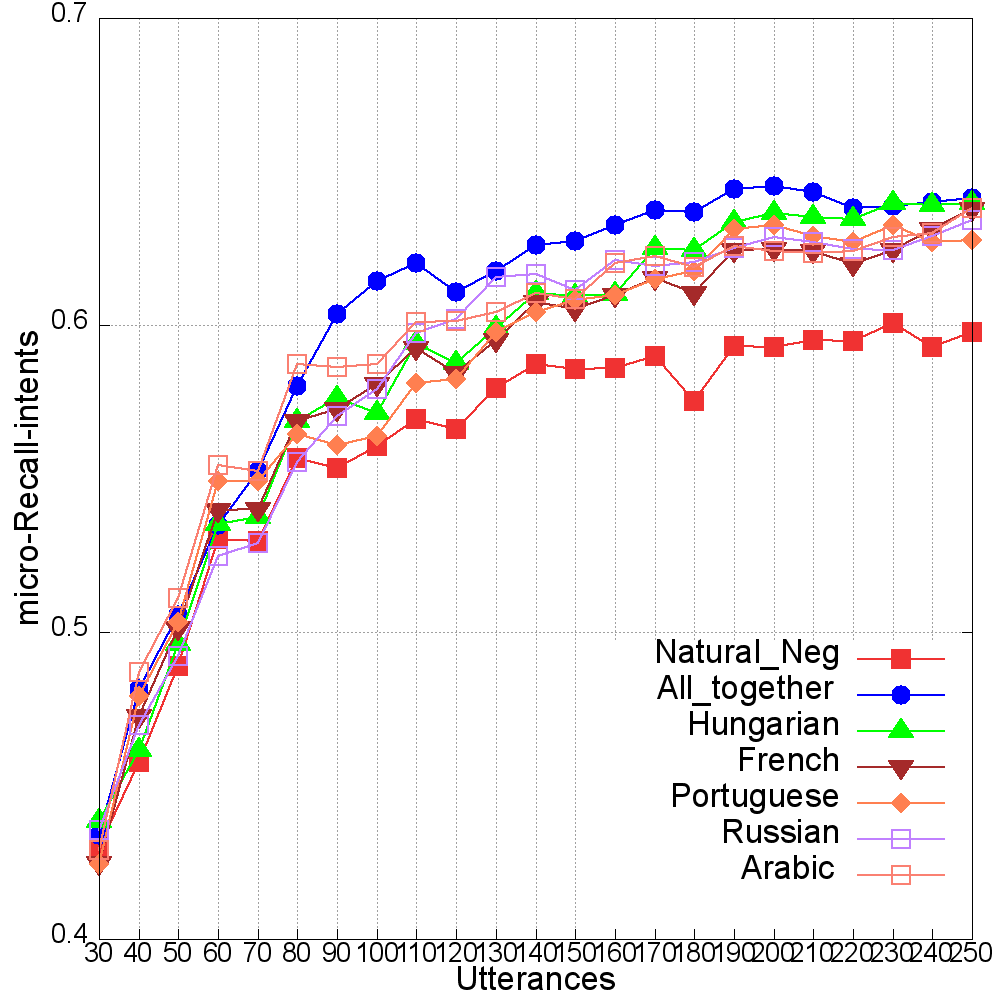 0.7
0.6
0.5
0.4
micro-Recall-intents
Natural_Neg
All_together
Hungarian
French
Portuguese
Russian
Arabic
30 40 50 60 70 80 90 100 110 120 130 140 150 160 170 180 190 200 210 220 230 240 250
Utterances